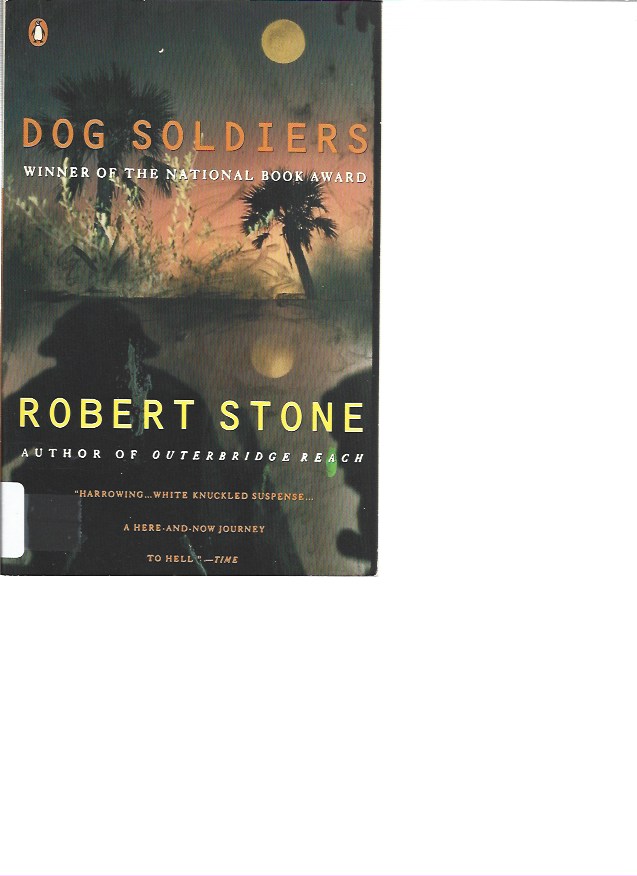 DOG SOLDIERS
WINNER OF THE NATIONAL BOOK AWARD
ROBERT STONE
AUTHOR OF OUTERBRIDGE REACH
"HARROWING...WHITE KNUCKLED SUSPENSE...
A HERE-AND-NOW JOURNEY
TO HELL."—TIME